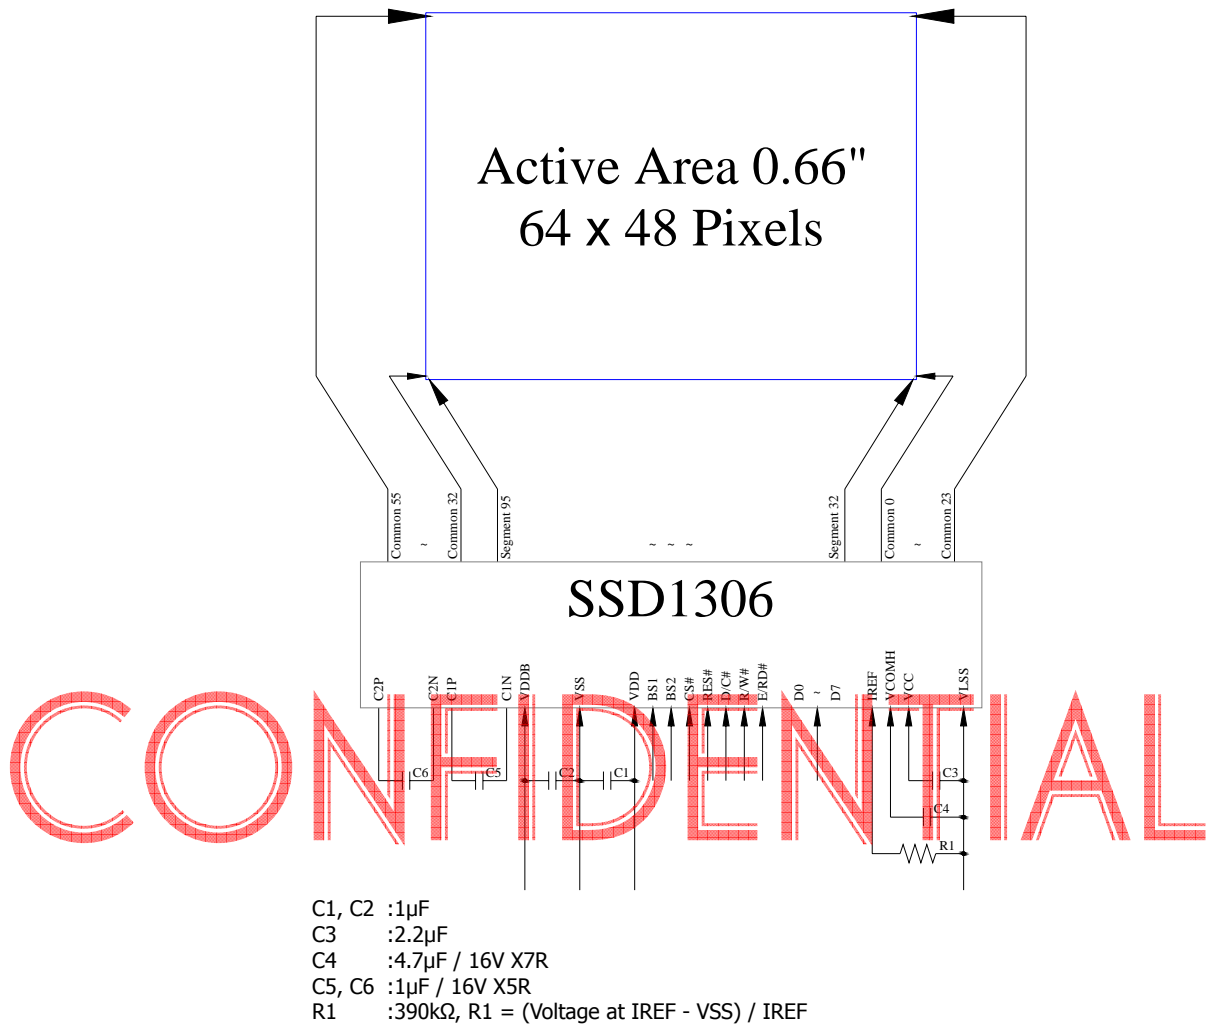 Active Area 0.66"
64 x 48 Pixels
Common 55
~
Common 32
Segment 95
~ ~ ~
Segment 32
Common 0
~
Common 23
SSD1306
C2P
C2N
C1P
C1N
VDDB
VSS
VDD
BS1
BS2
CS#
RES#
D/C#
R/W#
E/RD#
D0
~
D7
IREF
VCOMH
VCC
VLSS
C6
C5
C2
C1
C3
C4
R1
CONFIDENTIAL
C1, C2 :1µF
C3 :2.2µF
C4 :4.7µF / 16V X7R
C5, C6 :1µF / 16V X5R
R1 :390kΩ, R1 = (Voltage at IREF - VSS) / IREF